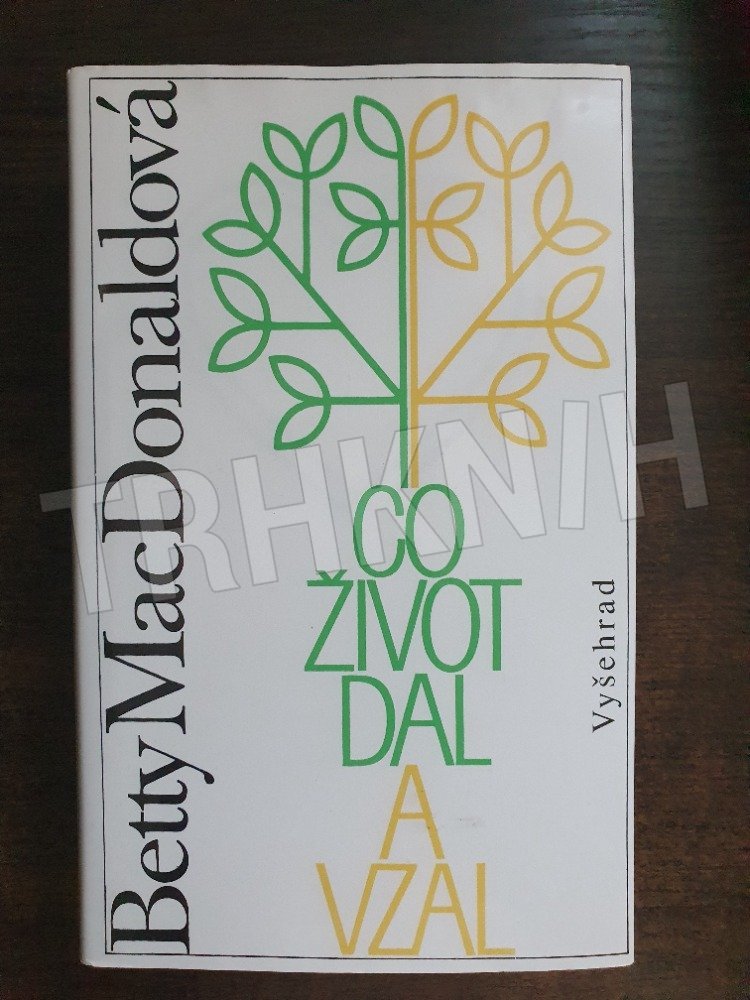 Betty MacDonaldová
CO
ŽIVOT
DAL
A
VZAL
Vyšehrad
TRHKNIH